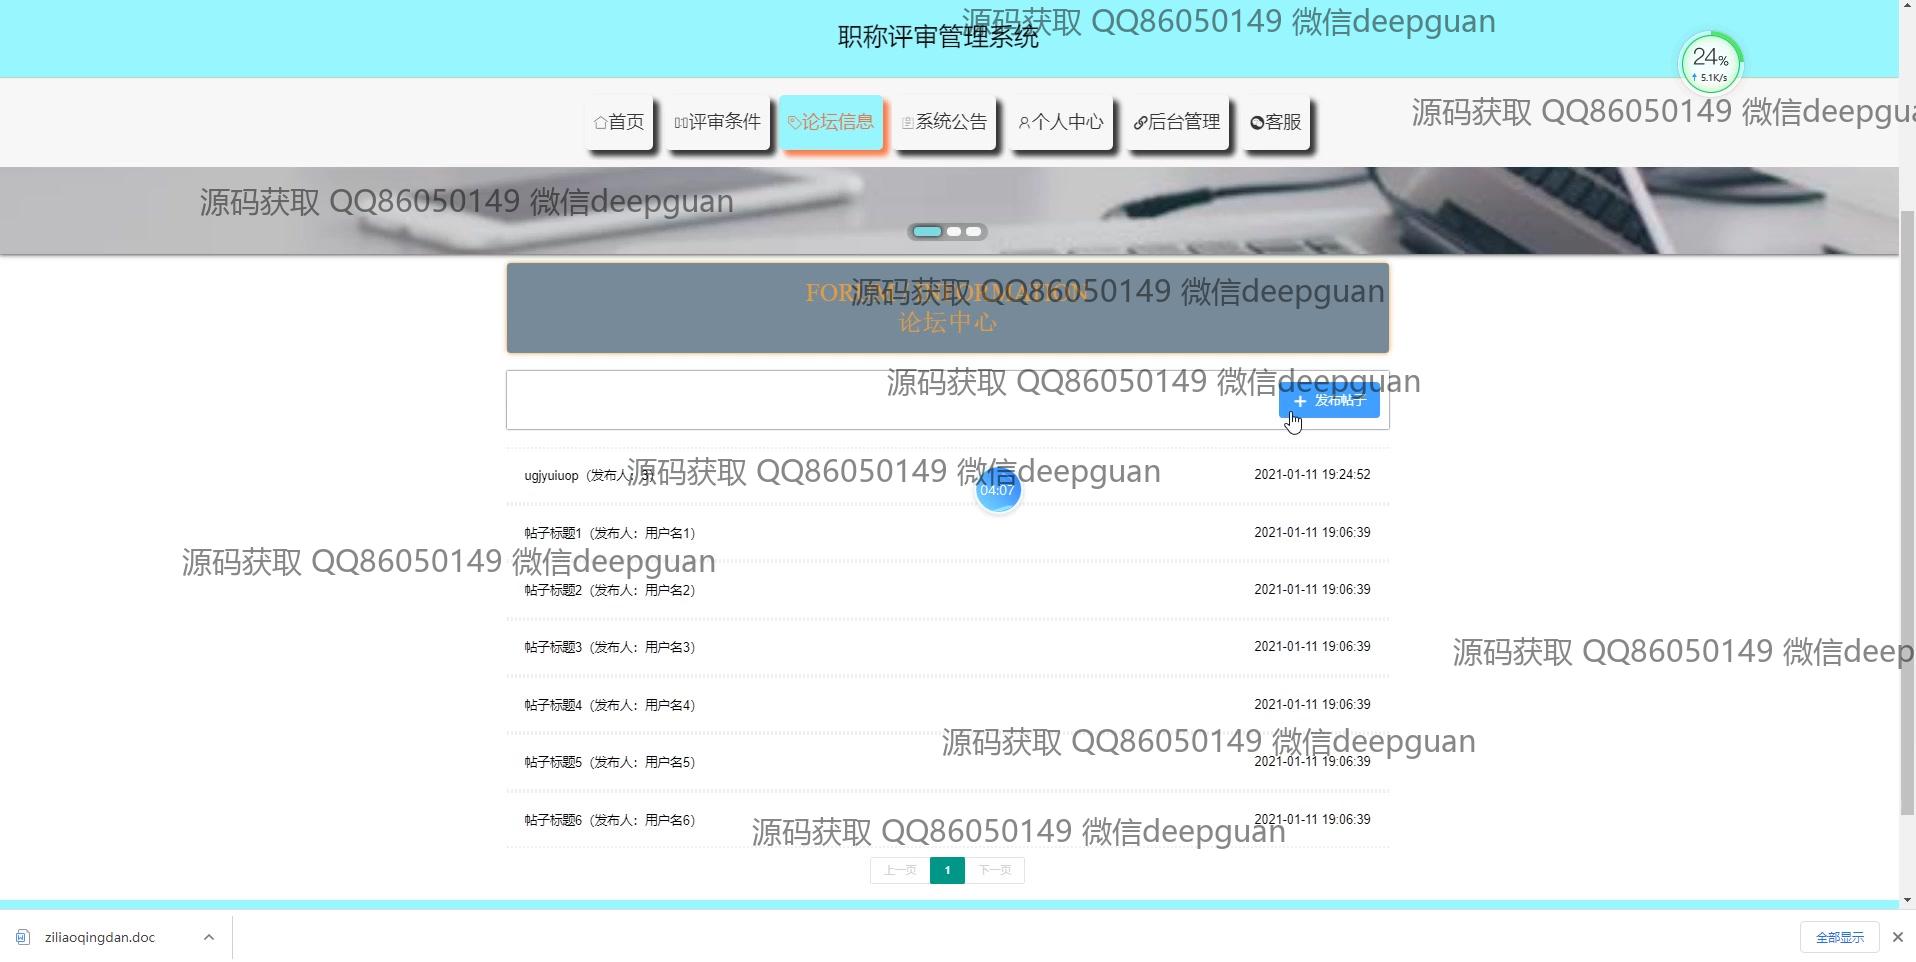 源码获取 QQ86050149 微信deepguan
职称评审管理系统
24%
↑ 5.1K/s
首页 评审条件 论坛信息 系统公告 个人中心 后台管理 客服
源码获取 QQ86050149 微信deepgua
源码获取 QQ86050149 微信deepguan
FORUM / INFORMATION
源码获取 QQ86050149 微信deepguan
论坛中心
源码获取 QQ86050149 微信deepguan
+ 发布帖子
ugjyuiuop（发布人：3） 2021-01-11 19:24:52
源码获取 QQ86050149 微信deepguan
04:07
帖子标题1（发布人：用户名1） 2021-01-11 19:06:39
源码获取 QQ86050149 微信deepguan
帖子标题2（发布人：用户名2） 2021-01-11 19:06:39
帖子标题3（发布人：用户名3） 2021-01-11 19:06:39
源码获取 QQ86050149 微信deep
帖子标题4（发布人：用户名4） 2021-01-11 19:06:39
源码获取 QQ86050149 微信deepguan
帖子标题5（发布人：用户名5） 2021-01-11 19:06:39
帖子标题6（发布人：用户名6） 2021-01-11 19:06:39
源码获取 QQ86050149 微信deepguan
上一页 1 下一页
ziliaoqingdan.doc 全部显示